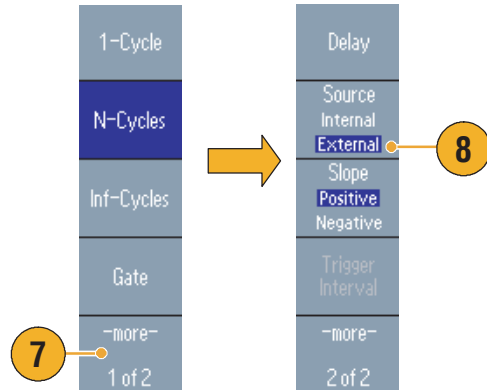 1-Cycle
N-Cycles
Inf-Cycles
Gate
-more-
1 of 2
7
Delay
Source
Internal
External
8
Slope
Positive
Negative
Trigger
Interval
-more-
2 of 2